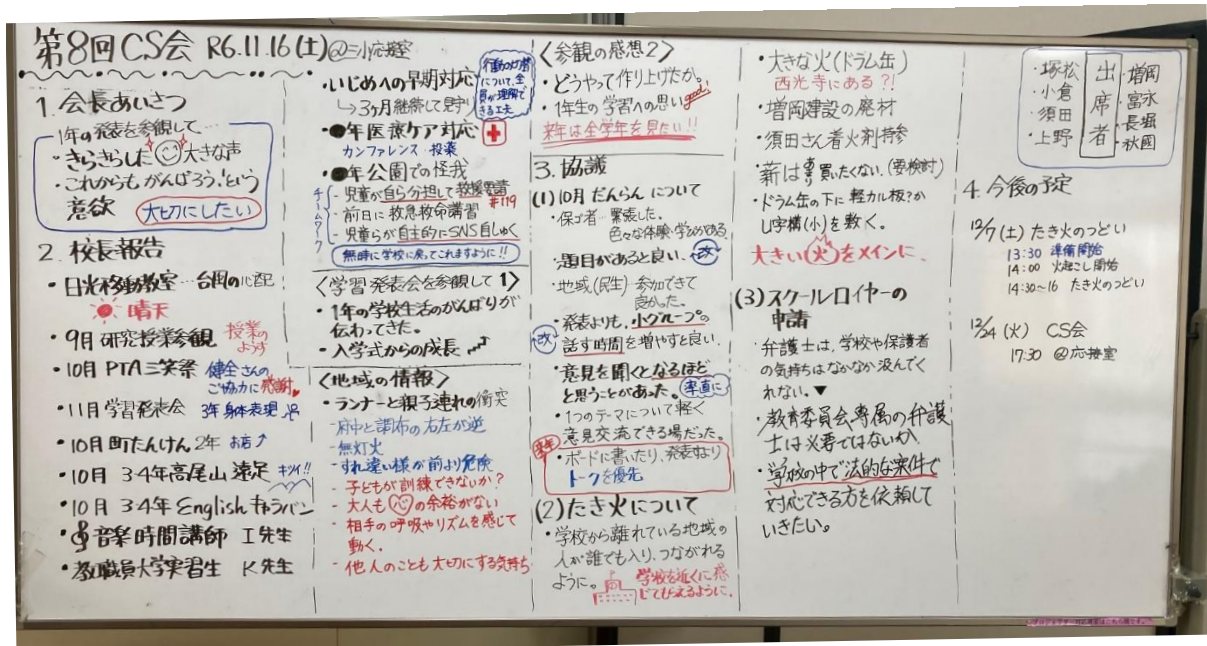 第8回CS会 R6.11.16(土)@三小応接室
1. 会長あいさつ
1年の発表を参観して
・きらきらした 大きな声
・これからもがんばろう、という
意欲 大切にしたい
2. 校長報告
・日光移動教室…台風の心配
晴天
・9月 研究授業参観 授業の
ようす
・10月 PTA三笑祭 健全さんの
ご協力に感謝
・11月学習発表会 3年 身体表現
・10月町たんけん 2年 お店
・10月 3・4年高尾山遠足 キツイ!!
・10月 3・4年Englishキャラバン
・音楽時間講師 I先生
・教職員大学実習生 K先生
・いじめへの早期対応
↳3ヶ月継続して見守り
について、全
員が理解で
きる工夫
・年医療ケア対応
カンファレンス・投薬
・年公園での怪我
チームワーク
- 児童が自ら分担して救援要請
#119
- 前日に救急救命講習
- 児童らが自主的にSNS自しゅく
無事に学校に戻ってこれますように!!
〈学習発表会を参観して1〉
・1年の学校生活のがんばりが
伝わってきた。
・入学式からの成長
〈地域の情報〉
・ランナーと親子連れの衝突
-府中と調布の右左が逆
-無灯火
-すれ違い様が前より危険
- 子どもが訓練できないか?
- 大人も心の余裕がない
- 相手の呼吸やリズムを感じて
動く。
- 他人のことも大切にする気持ち
〈参観の感想2〉
・どうやって作り上げたか。
・1年生の学習への思い good!
来年は全学年を見たい!!
3. 協議
(1)10月 だんらんについて
・保ゴ者…緊張した。
色々な体験・学びがある
・題目があると良い。改
・地域(民生)…参加できて
良かった。
・発表よりも、小グループの
改 話す時間を増やすと良い。
・意見を聞くとなるほど
と思うことがあった。率直に
・1つのテーマについて軽く
意見交流できる場だった。
来年
・ボードに書いたり、発表より
トークを優先
(2)たき火について
・学校から離れている地域の
人が誰でも入り、つながれる
ように。 学校を近くに感
じてもらえるように。
・大きな火(ドラム缶)
西光寺にある?!
・増岡建設の廃材
・須田さん着火剤持参
・薪は買いたくない。(要検討)
・ドラム缶の下に軽カル板?か
U字構(小)を敷く。
大きい火をメインに、
(3)スクールロイヤーの
申請
・弁護士は、学校や保護者
の気持ちはなかなか汲んでく
れない。▼
・教育委員会専属の弁護
士は必要ではないか
・学校の中で法的な案件で
対応できる方を依頼して
いきたい。
出席者
・塚松
・小倉
・須田
・上野
・増岡
・富永
・長堀
・秋國
4. 今後の予定
12/7(土) たき火のつどい
13:30 準備開始
14:00 火起こし開始
14:30~16 たき火のつどい
12/24(火) CS会
17:30 @応接室